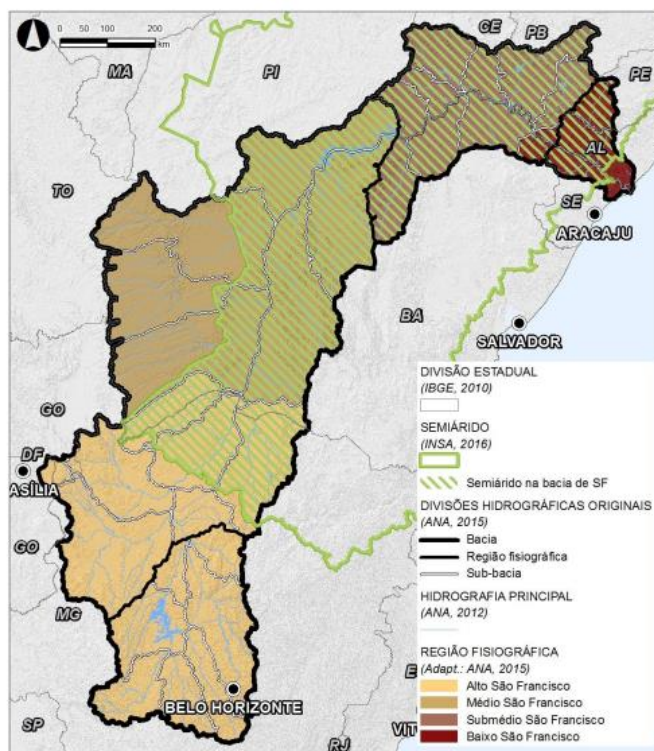 0 50 100 200
km
CE
PB
MA
PI
PE
AL
TO
SE
ARACAJU
BA
SALVADOR
GO
DF
ASÍLIA
GO
MG
BELO HORIZONTE
SP
RJ
VIT
E
DIVISÃO ESTADUAL
(IBGE, 2010)
SEMIÁRIDO
(INSA, 2016)
Semiárido na bacia de SF
DIVISÕES HIDROGRÁFICAS ORIGINAIS
(ANA, 2015)
Bacia
Região fisiográfica
Sub-bacia
HIDROGRAFIA PRINCIPAL
(ANA, 2012)
REGIÃO FISIOGRÁFICA
(Adapt.: ANA, 2015)
Alto São Francisco
Médio São Francisco
Submédio São Francisco
Baixo São Francisco